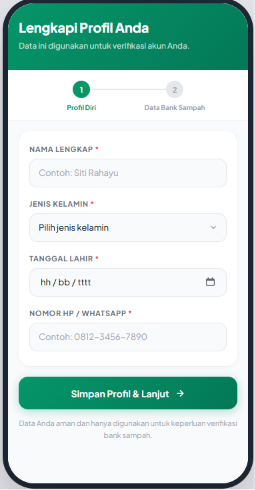 Lengkapi Profil Anda
Data ini digunakan untuk verifikasi akun Anda.
1
2
Profil Diri
Data Bank Sampah
NAMA LENGKAP *
Contoh: Siti Rahayu
JENIS KELAMIN *
Pilih jenis kelamin
TANGGAL LAHIR *
hh / bb / tttt
NOMOR HP / WHATSAPP *
Contoh: 0812-3456-7890
Simpan Profil & Lanjut →
Data Anda aman dan hanya digunakan untuk keperluan verifikasi
bank sampah.